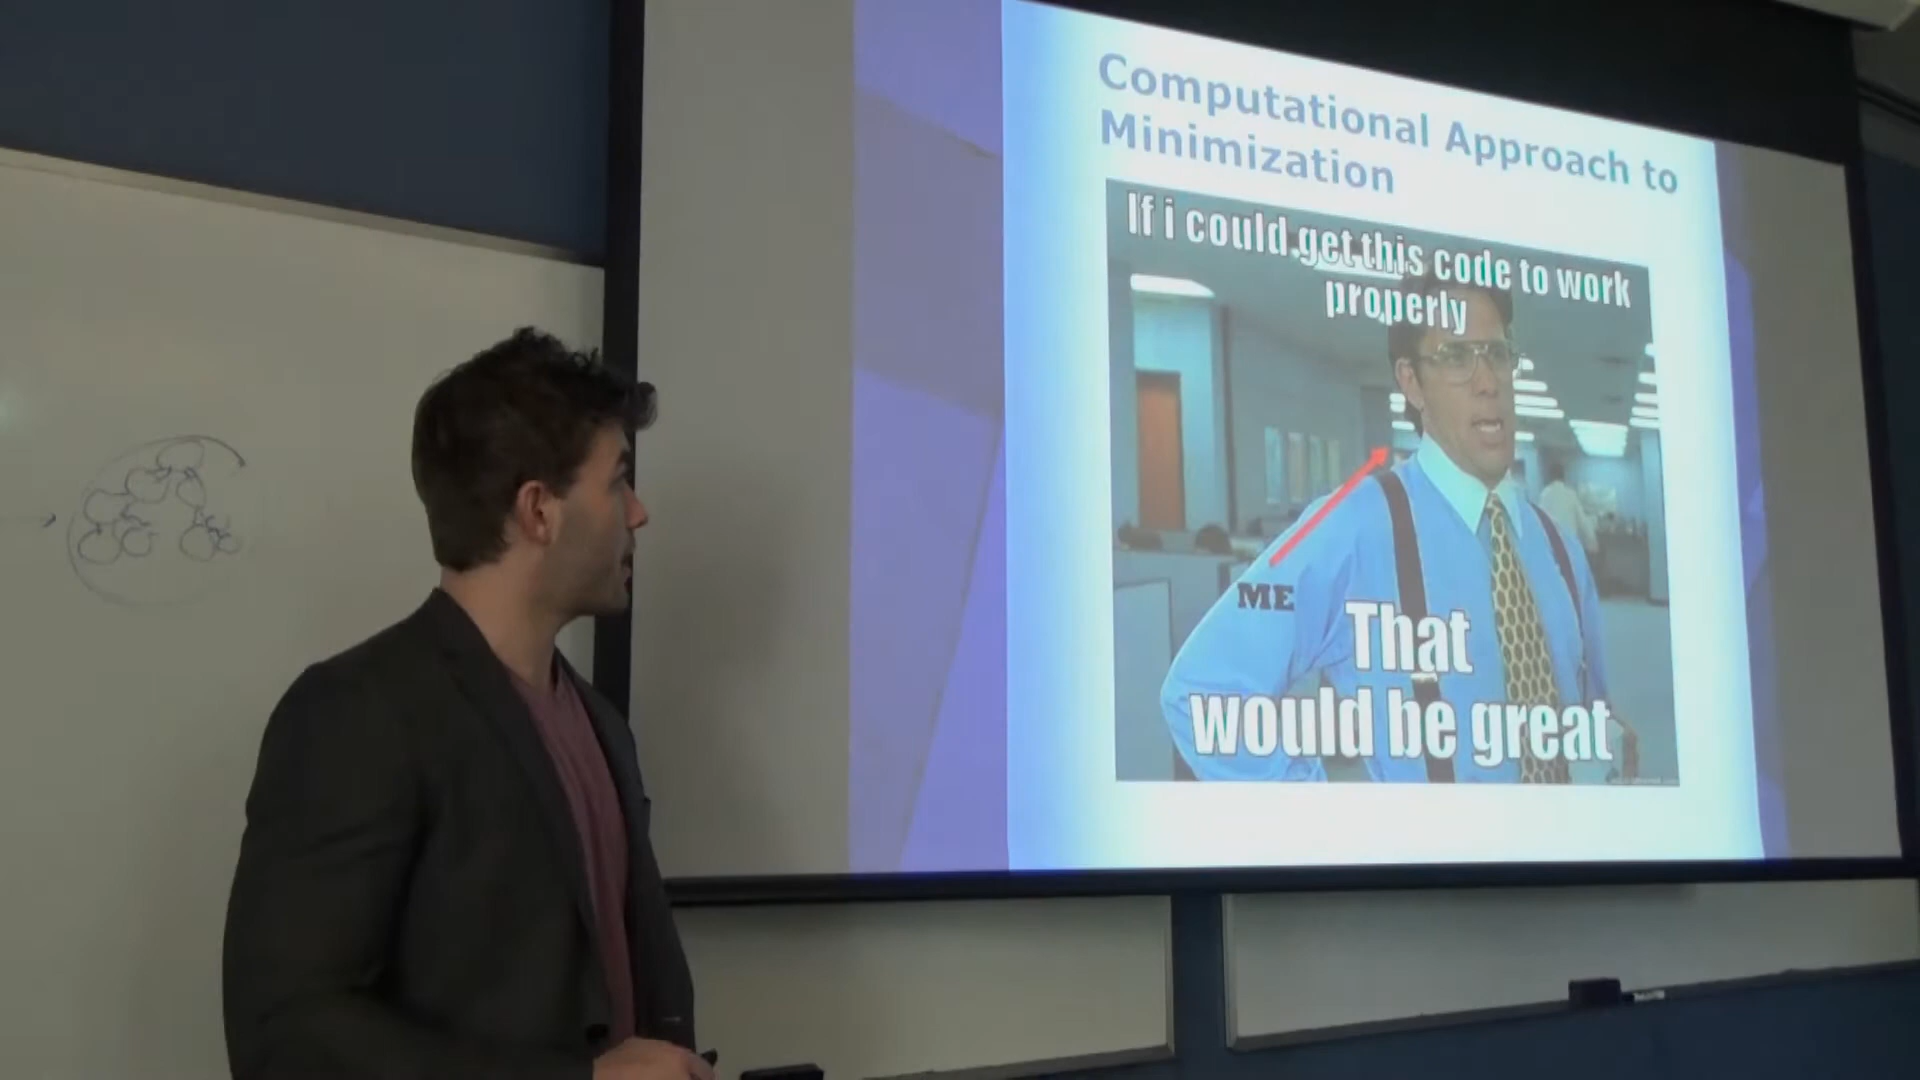 Computational Approach to
Minimization
If i could get this code to work
properly
ME
That
would be great